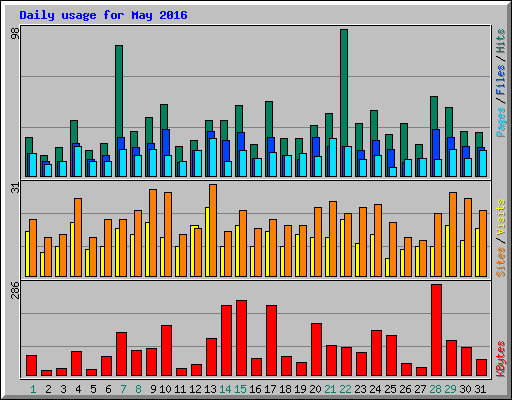 Daily usage for May 2016
98
Pages / Files / Hits
31
Sites / Visits
286
KBytes
1 2 3 4 5 6 7 8 9 10 11 12 13 14 15 16 17 18 19 20 21 22 23 24 25 26 27 28 29 30 31